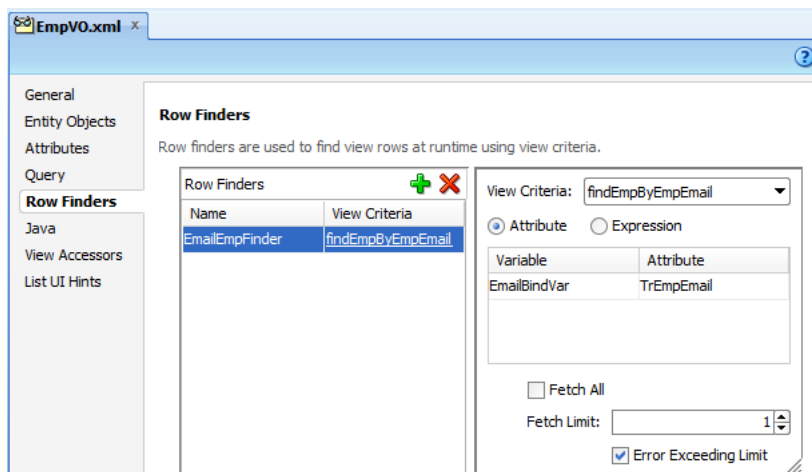 EmpVO.xml
General
Entity Objects
Attributes
Query
Row Finders
Java
View Accessors
List UI Hints
Row Finders
Row finders are used to find view rows at runtime using view criteria.
Row Finders
Name View Criteria
EmailEmpFinder findEmpByEmpEmail
View Criteria: findEmpByEmpEmail
Attribute Expression
Variable Attribute
EmailBindVar TrEmpEmail
Fetch All
Fetch Limit: 1
Error Exceeding Limit